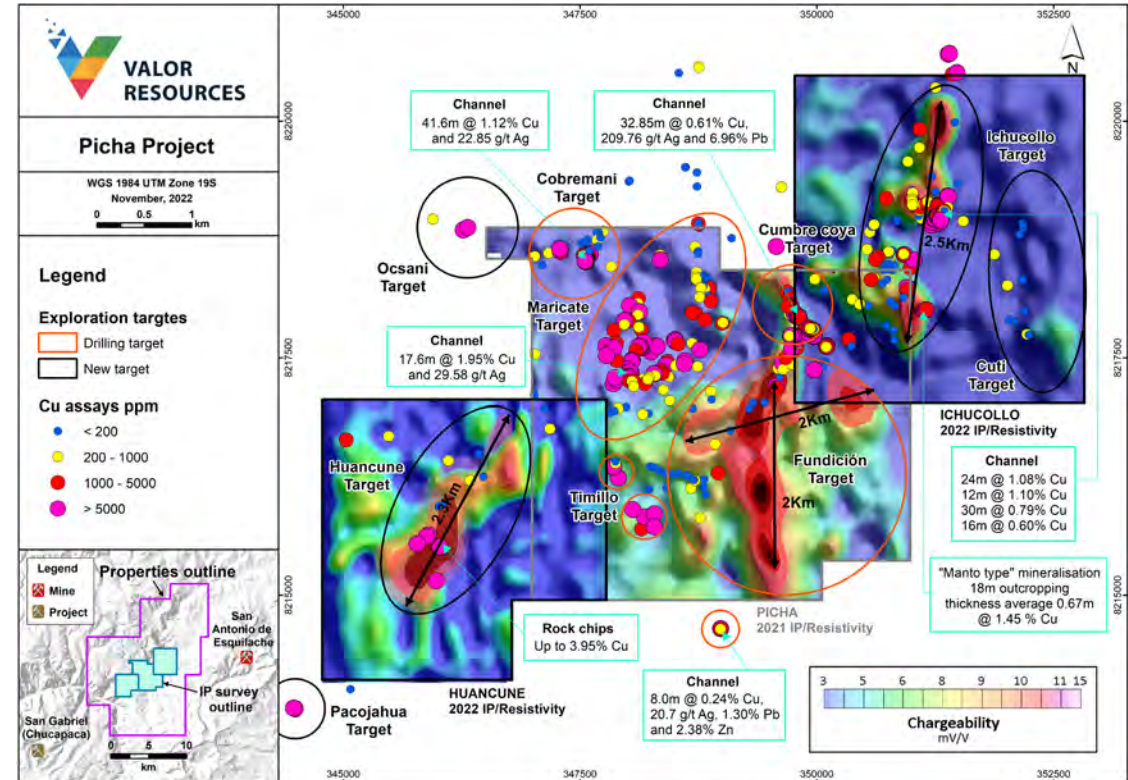 VALOR
RESOURCES
Picha Project
WGS 1984 UTM Zone 19S
November, 2022
0 0.5 1
km
Legend
Exploration targtes
Drilling target
New target
Cu assays ppm
< 200
200 - 1000
1000 - 5000
> 5000
Legend
Mine
Project
Properties outline
San
Antonio de
Esquilache
IP survey
outline
San Gabriel
(Chucapaca)
0 5 10
km
345000 347500 350000 352500
8220000
8217500
8215000
8220000
8217500
8215000
345000 347500 350000 352500
N
Channel
41.6m @ 1.12% Cu
and 22.85 g/t Ag
Channel
32.85m @ 0.61% Cu,
209.76 g/t Ag and 6.96% Pb
Ichucollo
Target
Cobremani
Target
Cumbre coya
Target
2.5Km
Ocsani
Target
Maricate
Target
Channel
17.6m @ 1.95% Cu
and 29.58 g/t Ag
Cuti
Target
ICHUCOLLO
2022 IP/Resistivity
2Km
Huancune
Target
2.3Km
Fundición
Target
Timillo
Target
2Km
Channel
24m @ 1.08% Cu
12m @ 1.10% Cu
30m @ 0.79% Cu
16m @ 0.60% Cu
"Manto type" mineralisation
18m outcropping
thickness average 0.67m
@ 1.45 % Cu
PICHA
2021 IP/Resistivity
Rock chips
Up to 3.95% Cu
HUANCUNE
2022 IP/Resistivity
Pacojahua
Target
Channel
8.0m @ 0.24% Cu,
20.7 g/t Ag, 1.30% Pb
and 2.38% Zn
3 5 6 8 9 10 11 15
Chargeability
mV/V